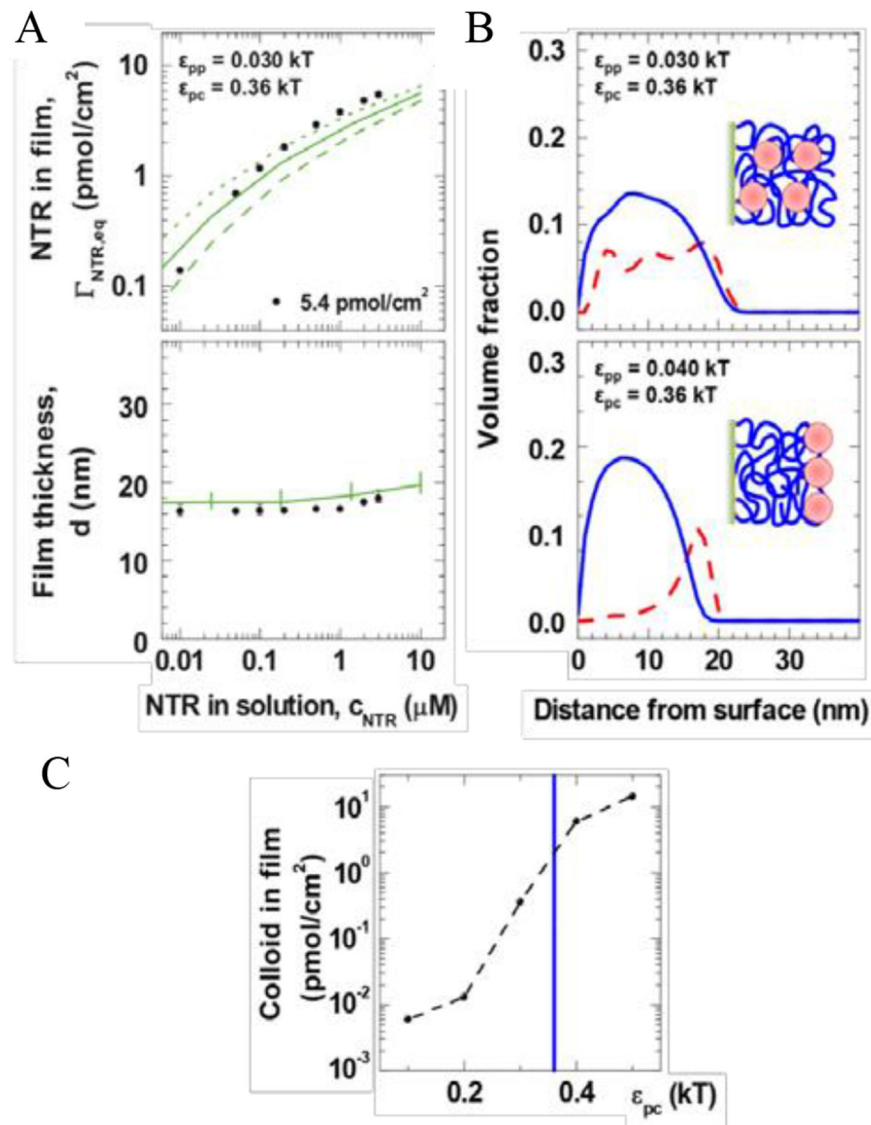 A
NTR in film,
Γ_NTR,eq (pmol/cm²)
10
1
0.1
ε_pp = 0.030 kT
ε_pc = 0.36 kT
5.4 pmol/cm²
Film thickness,
d (nm)
30
20
10
0
0.01 0.1 1 10
NTR in solution, c_NTR (μM)
B
Volume fraction
0.3
0.2
0.1
0.0
ε_pp = 0.030 kT
ε_pc = 0.36 kT
0.3
0.2
0.1
0.0
ε_pp = 0.040 kT
ε_pc = 0.36 kT
0 10 20 30
Distance from surface (nm)
C
Colloid in film
(pmol/cm²)
10¹
10⁰
10⁻¹
10⁻²
10⁻³
0.2 0.4 ε_pc (kT)